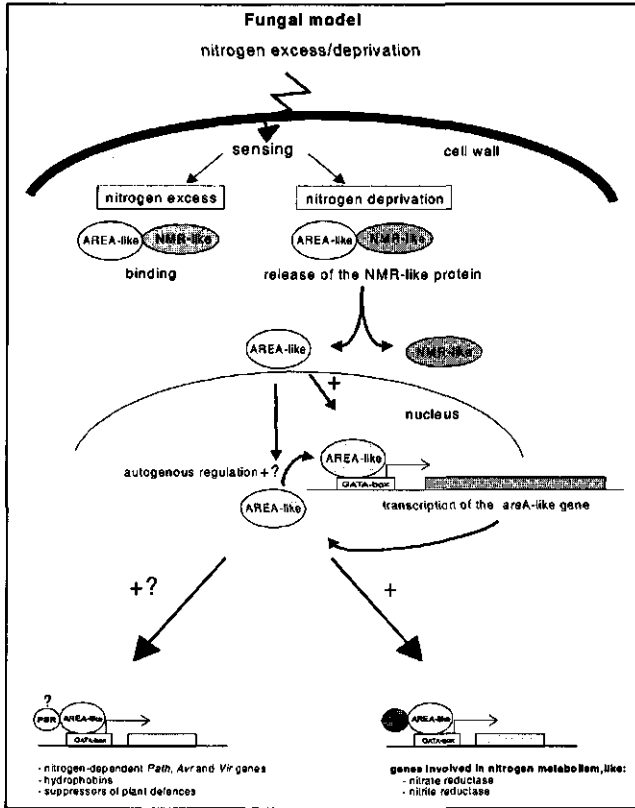 Fungal model
nitrogen excess/deprivation
sensing
cell wall
nitrogen excess
nitrogen deprivation
AREA-like NMR-like
AREA-like NMR-like
binding
release of the NMR-like protein
AREA-like
NMR-like
+
nucleus
AREA-like
autogenous regulation +?
GATA-box
AREA-like
transcription of the areA-like gene
+?
+
?
AREA-like
AREA-like
GATA-box
GATA-box
- nitrogen-dependent Path, Avr and Vir genes
- hydrophobins
- suppressors of plant defences
genes involved in nitrogen metabolism, like:
- nitrate reductase
- nitrile reductase